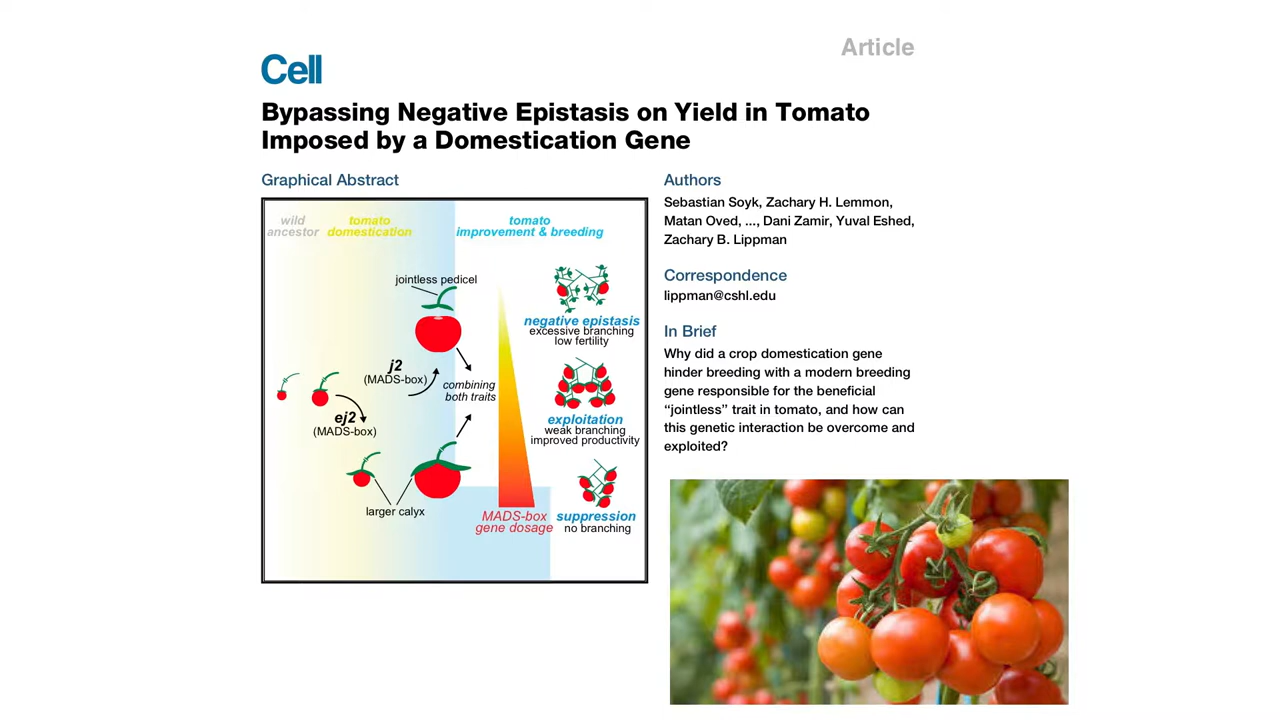 Article
Cell
Bypassing Negative Epistasis on Yield in Tomato
Imposed by a Domestication Gene
Graphical Abstract
wild
ancestor
tomato
domestication
tomato
improvement & breeding
jointless pedicel
j2
(MADS-box)
combining
both traits
ej2
(MADS-box)
larger calyx
negative epistasis
excessive branching
low fertility
exploitation
weak branching
improved productivity
MADS-box
gene dosage
suppression
no branching
Authors
Sebastian Soyk, Zachary H. Lemmon,
Matan Oved, ..., Dani Zamir, Yuval Eshed,
Zachary B. Lippman
Correspondence
lippman@cshl.edu
In Brief
Why did a crop domestication gene
hinder breeding with a modern breeding
gene responsible for the beneficial
“jointless” trait in tomato, and how can
this genetic interaction be overcome and
exploited?